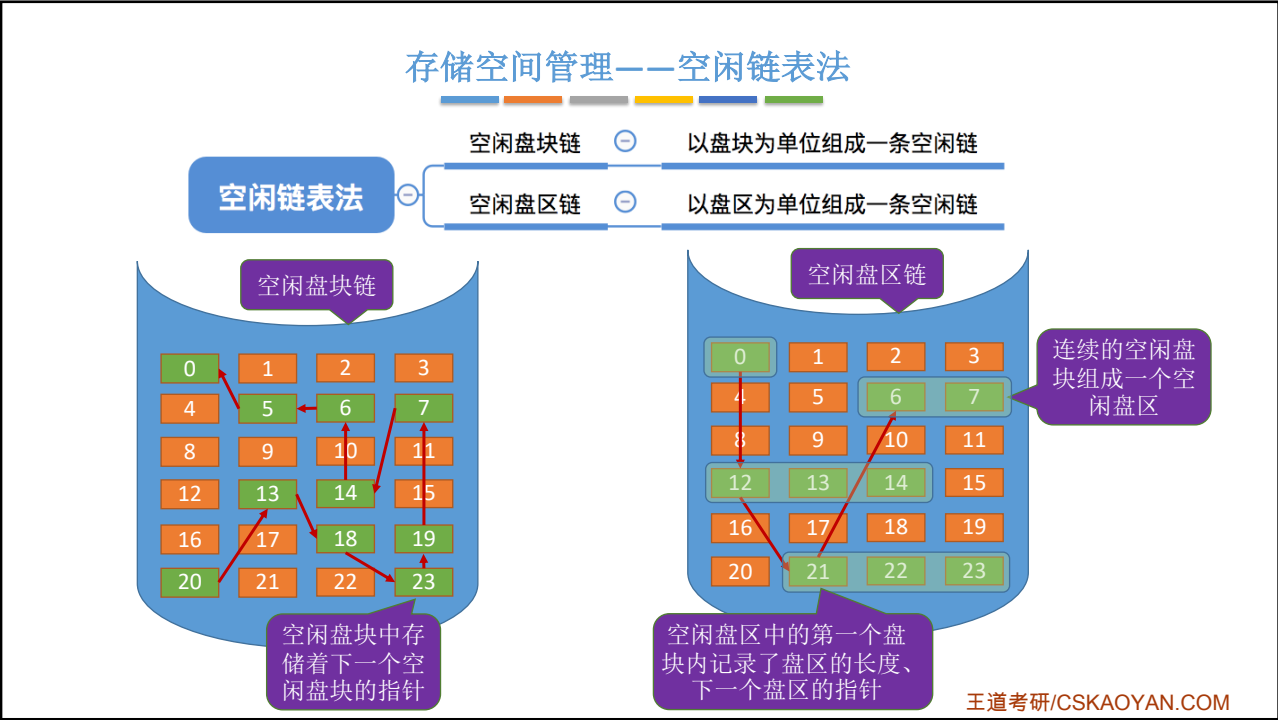 存储空间管理——空闲链表法
空闲链表法
空闲盘块链
以盘块为单位组成一条空闲链
空闲盘区链
以盘区为单位组成一条空闲链
空闲盘块链
0 1 2 3
4 5 6 7
8 9 10 11
12 13 14 15
16 17 18 19
20 21 22 23
空闲盘块中存
储着下一个空
闲盘块的指针
空闲盘区链
0 1 2 3
4 5 6 7
8 9 10 11
12 13 14 15
16 17 18 19
20 21 22 23
连续的空闲盘
块组成一个空
闲盘区
空闲盘区中的第一个盘
块内记录了盘区的长度、
下一个盘区的指针
王道考研/CSKAOYAN.COM